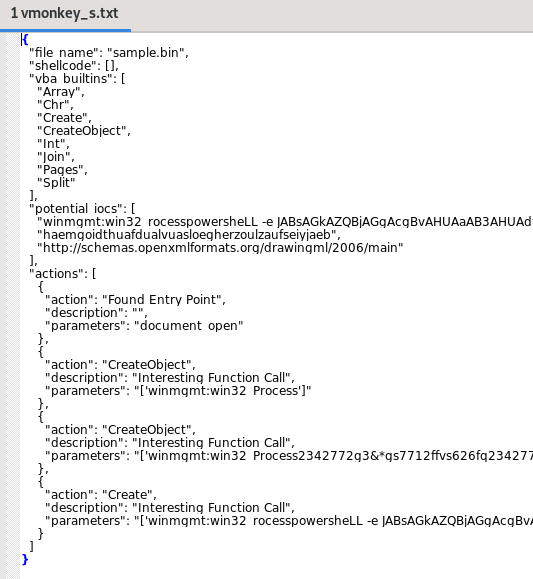 1 vmonkey_s.txt
{
"file_name": "sample.bin",
"shellcode": [],
"vba_builtins": [
"Array",
"Chr",
"Create",
"CreateObject",
"Int",
"Join",
"Pages",
"Split"
],
"potential_iocs": [
"winmgmt:win32_rocesspowersheLL -e JABsAGkAZQBjAGgAcgBvAHUAaAB3AHUAd
"haemgoidthuafdualvuasloegherzoulzaufseiyjaeb",
"http://schemas.openxmlformats.org/drawingml/2006/main"
],
"actions": [
{
"action": "Found Entry Point",
"description": "",
"parameters": "document_open"
},
{
"action": "CreateObject",
"description": "Interesting Function Call",
"parameters": "['winmgmt:win32_Process']"
},
{
"action": "CreateObject",
"description": "Interesting Function Call",
"parameters": "['winmgmt:win32_Process2342772g3&*gs7712ffvs626fq234277
},
{
"action": "Create",
"description": "Interesting Function Call",
"parameters": "['winmgmt:win32_rocesspowersheLL -e JABsAGkAZQBjAGgAcgBvA
}
]
}